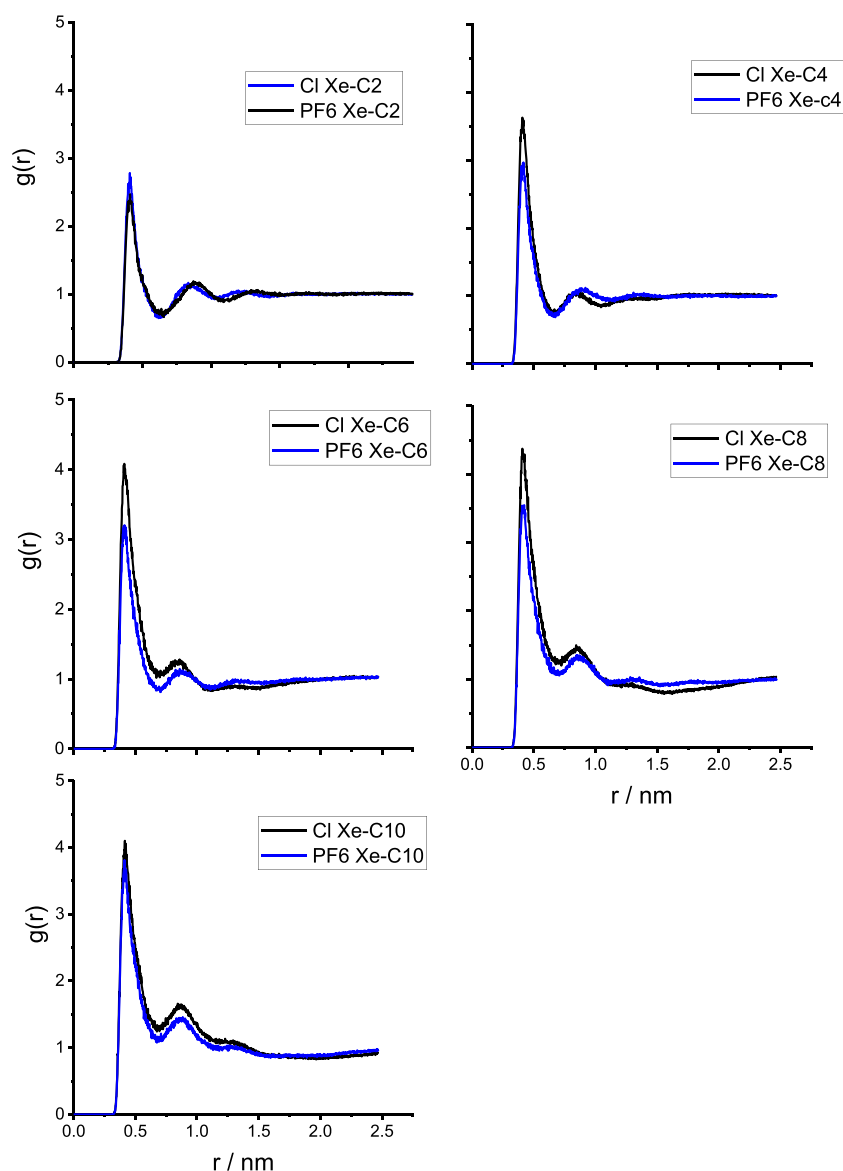 5
4
3
2
1
0
g(r)
Cl Xe-C2
PF6 Xe-C2
Cl Xe-C4
PF6 Xe-c4
5
4
3
2
1
0
g(r)
Cl Xe-C6
PF6 Xe-C6
Cl Xe-C8
PF6 Xe-C8
0.0 0.5 1.0 1.5 2.0 2.5
r / nm
5
4
3
2
1
0
g(r)
Cl Xe-C10
PF6 Xe-C10
0.0 0.5 1.0 1.5 2.0 2.5
r / nm